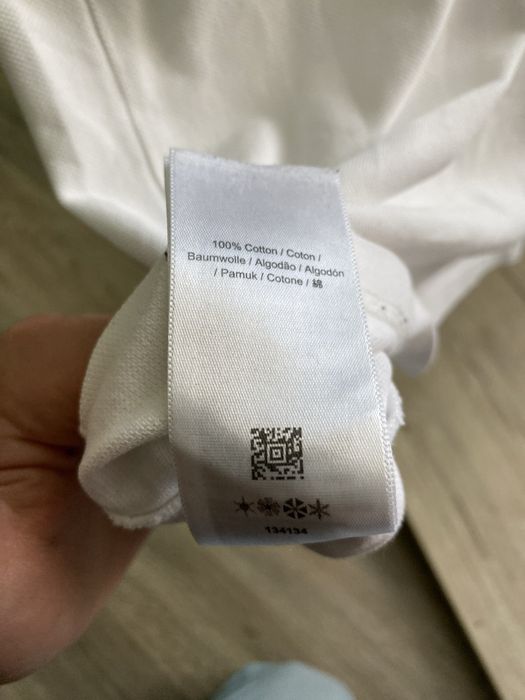 100% Cotton / Coton /
Baumwolle / Algodão / Algodón
/ Pamuk / Cotone / 綿
134134